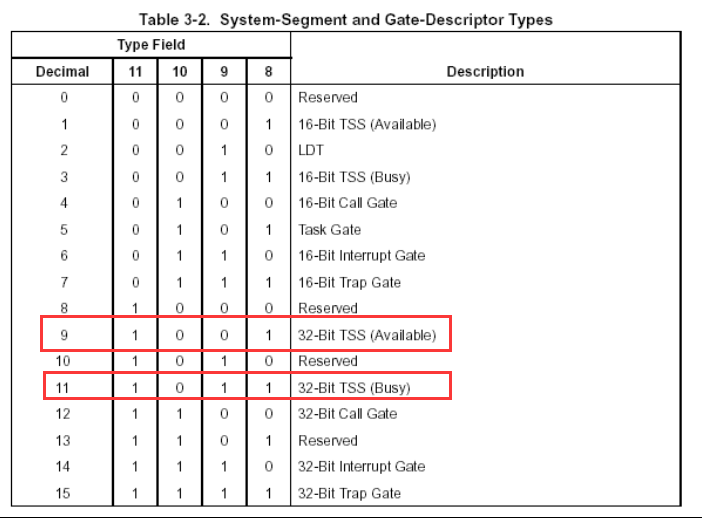 Table 3-2. System-Segment and Gate-Descriptor Types
Type Field
Decimal 11 10 9 8 Description
0 0 0 0 0 Reserved
1 0 0 0 1 16-Bit TSS (Available)
2 0 0 1 0 LDT
3 0 0 1 1 16-Bit TSS (Busy)
4 0 1 0 0 16-Bit Call Gate
5 0 1 0 1 Task Gate
6 0 1 1 0 16-Bit Interrupt Gate
7 0 1 1 1 16-Bit Trap Gate
8 1 0 0 0 Reserved
9 1 0 0 1 32-Bit TSS (Available)
10 1 0 1 0 Reserved
11 1 0 1 1 32-Bit TSS (Busy)
12 1 1 0 0 32-Bit Call Gate
13 1 1 0 1 Reserved
14 1 1 1 0 32-Bit Interrupt Gate
15 1 1 1 1 32-Bit Trap Gate